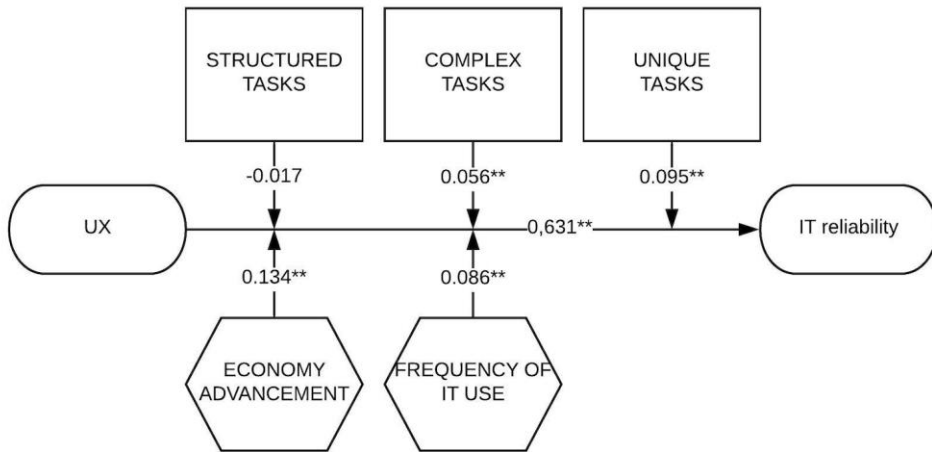 STRUCTURED
TASKS
COMPLEX
TASKS
UNIQUE
TASKS
-0.017
0.056**
0.095**
UX
0,631**
IT reliability
0.134**
0.086**
ECONOMY
ADVANCEMENT
FREQUENCY OF
IT USE